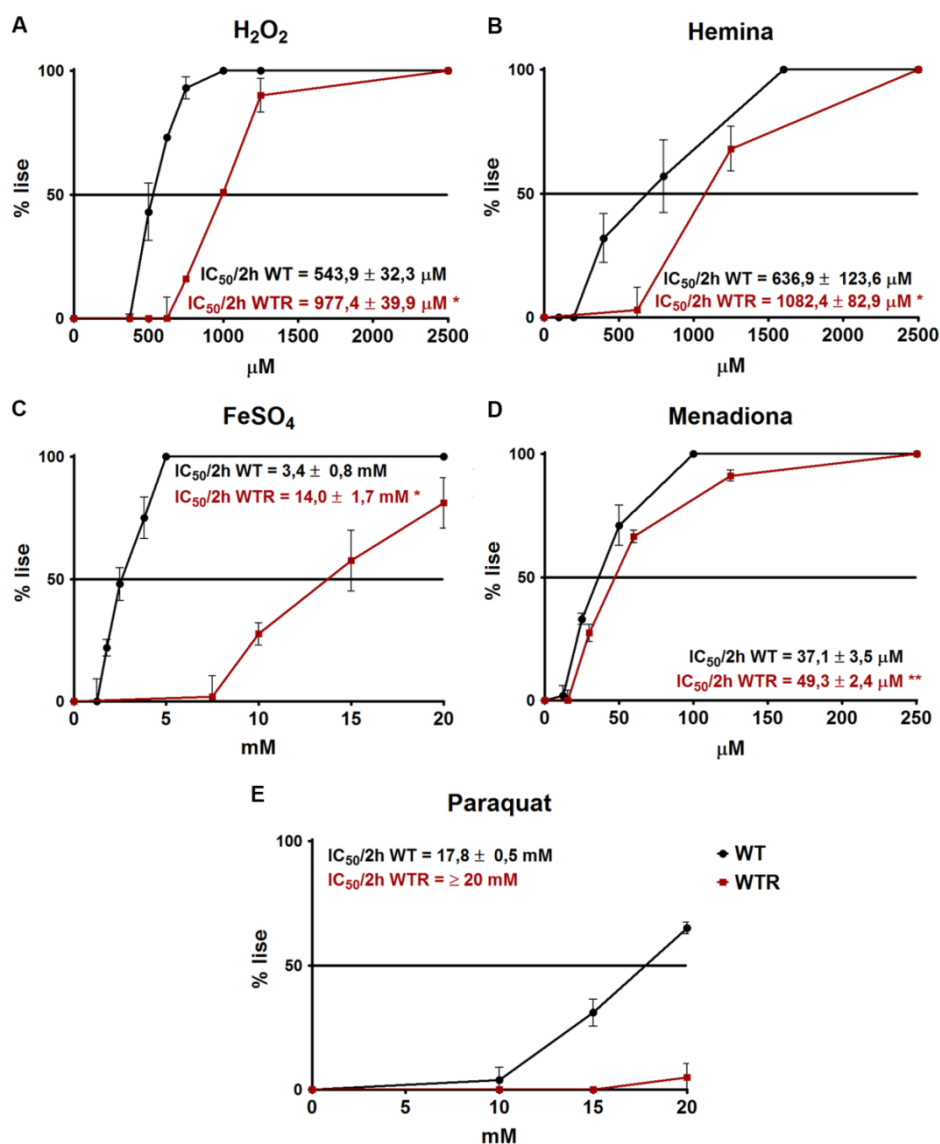 A
H₂O₂
100
50
0
% lise
IC₅₀/2h WT = 543,9 ± 32,3 μM
IC₅₀/2h WTR = 977,4 ± 39,9 μM *
0 500 1000 1500 2000 2500
μM
B
Hemina
100
50
0
% lise
IC₅₀/2h WT = 636,9 ± 123,6 μM
IC₅₀/2h WTR = 1082,4 ± 82,9 μM *
0 500 1000 1500 2000 2500
μM
C
FeSO₄
100
50
0
% lise
IC₅₀/2h WT = 3,4 ± 0,8 mM
IC₅₀/2h WTR = 14,0 ± 1,7 mM *
0 5 10 15 20
mM
D
Menadiona
100
50
0
% lise
IC₅₀/2h WT = 37,1 ± 3,5 μM
IC₅₀/2h WTR = 49,3 ± 2,4 μM **
0 50 100 150 200 250
μM
E
Paraquat
100
50
0
% lise
IC₅₀/2h WT = 17,8 ± 0,5 mM
IC₅₀/2h WTR = ≥ 20 mM
0 5 10 15 20
mM
WT
WTR